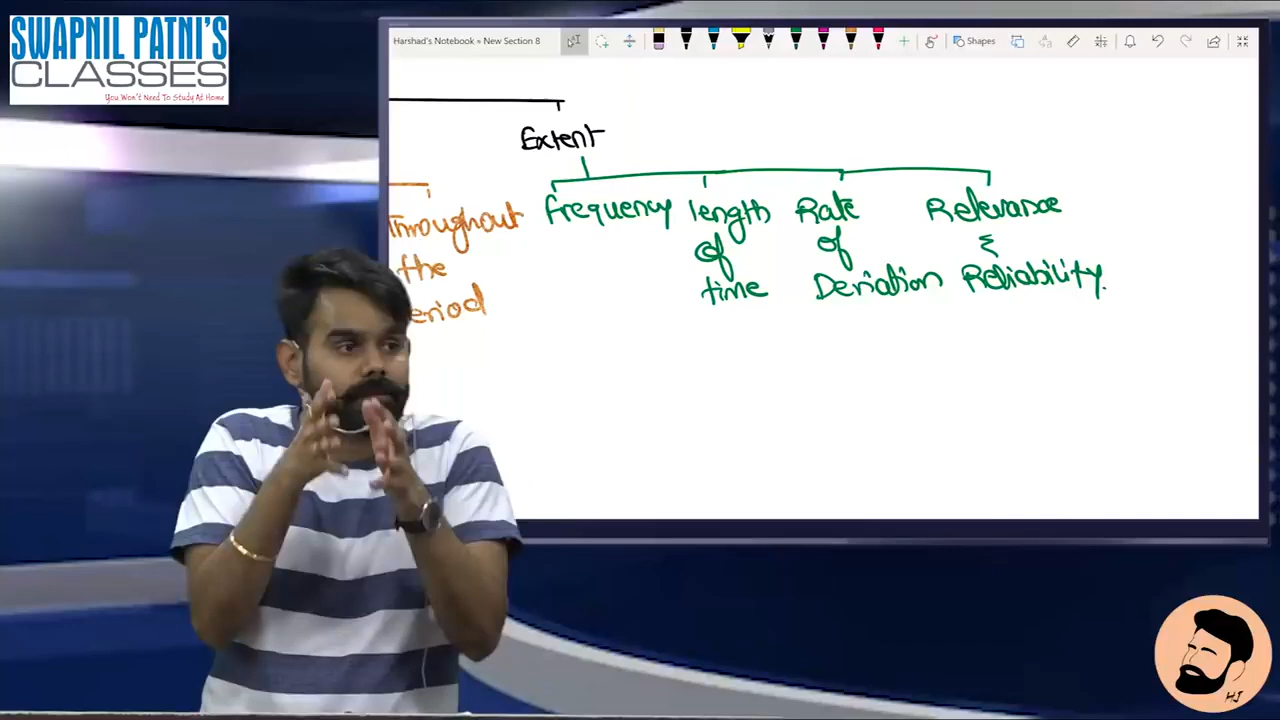 SWAPNIL PATNI'S
CLASSES
You Won't Need To Study At Home
Harshad's Notebook » New Section 8
Shapes
Extent
Throughout
the
eriod
frequency
length
of
time
Rate
of
Deviation
Relevance
&
Reliability.
HJ